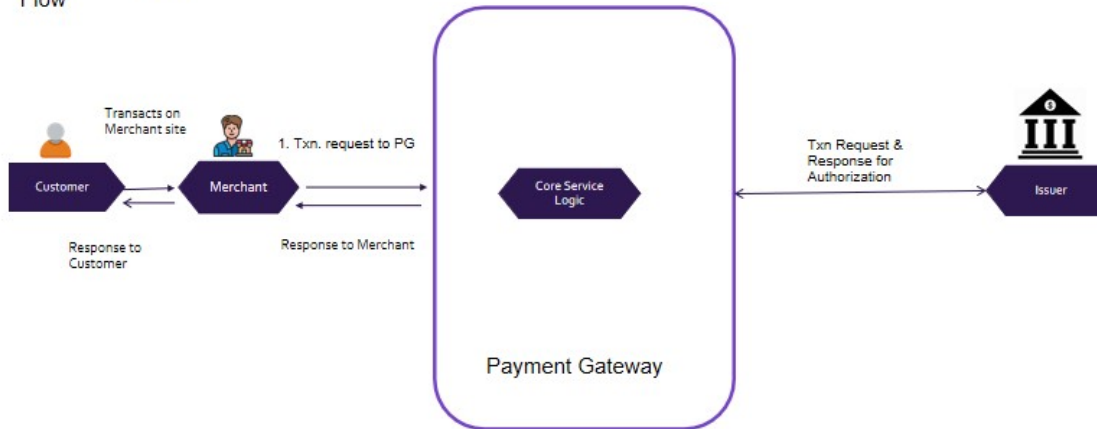 Flow
Transacts on
Merchant site
1. Txn. request to PG
Customer
Merchant
Response to
Customer
Response to Merchant
Core Service
Logic
Payment Gateway
Txn Request &
Response for
Authorization
$
Issuer